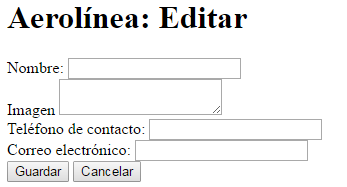 Aerolínea: Editar
Nombre:
Imagen
Teléfono de contacto:
Correo electrónico:
Guardar Cancelar